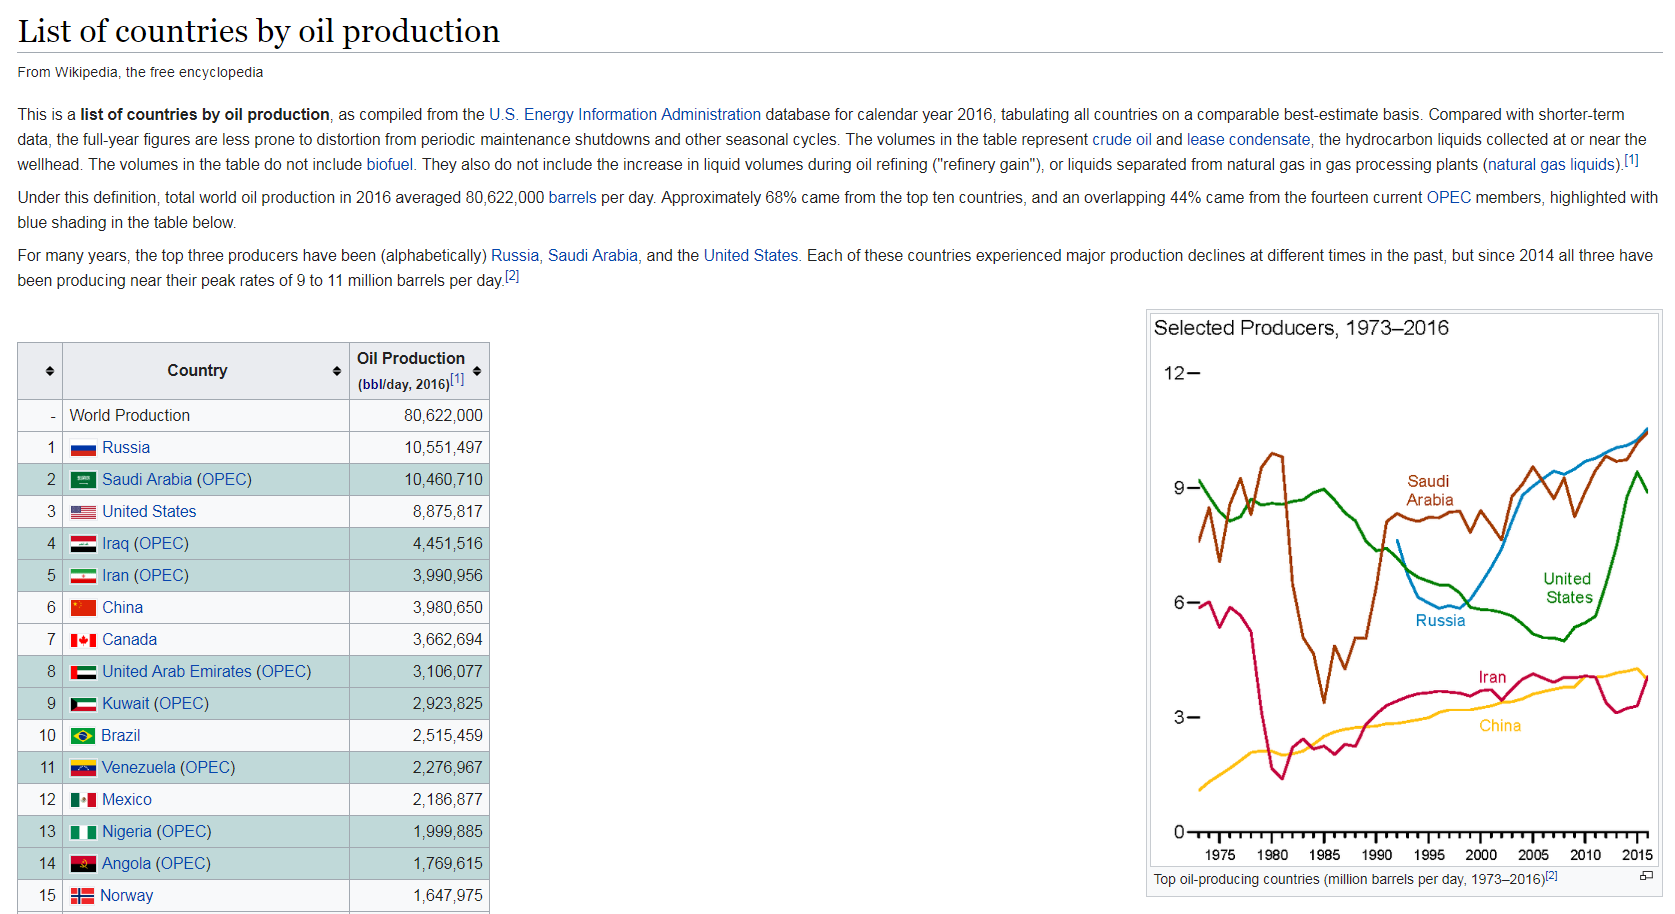 List of countries by oil production
From Wikipedia, the free encyclopedia
This is a list of countries by oil production, as compiled from the U.S. Energy Information Administration database for calendar year 2016, tabulating all countries on a comparable best-estimate basis. Compared with shorter-term
data, the full-year figures are less prone to distortion from periodic maintenance shutdowns and other seasonal cycles. The volumes in the table represent crude oil and lease condensate, the hydrocarbon liquids collected at or near the
wellhead. The volumes in the table do not include biofuel. They also do not include the increase in liquid volumes during oil refining ("refinery gain"), or liquids separated from natural gas in gas processing plants (natural gas liquids).[1]
Under this definition, total world oil production in 2016 averaged 80,622,000 barrels per day. Approximately 68% came from the top ten countries, and an overlapping 44% came from the fourteen current OPEC members, highlighted with
blue shading in the table below.
For many years, the top three producers have been (alphabetically) Russia, Saudi Arabia, and the United States. Each of these countries experienced major production declines at different times in the past, but since 2014 all three have
been producing near their peak rates of 9 to 11 million barrels per day.[2]
Country Oil Production
(bbl/day, 2016)[1]
- World Production 80,622,000
1 Russia 10,551,497
2 Saudi Arabia (OPEC) 10,460,710
3 United States 8,875,817
4 Iraq (OPEC) 4,451,516
5 Iran (OPEC) 3,990,956
6 China 3,980,650
7 Canada 3,662,694
8 United Arab Emirates (OPEC) 3,106,077
9 Kuwait (OPEC) 2,923,825
10 Brazil 2,515,459
11 Venezuela (OPEC) 2,276,967
12 Mexico 2,186,877
13 Nigeria (OPEC) 1,999,885
14 Angola (OPEC) 1,769,615
15 Norway 1,647,975
Selected Producers, 1973–2016
12
9
6
3
0
Saudi
Arabia
United
States
Russia
Iran
China
1975 1980 1985 1990 1995 2000 2005 2010 2015
Top oil-producing countries (million barrels per day, 1973–2016)[2]